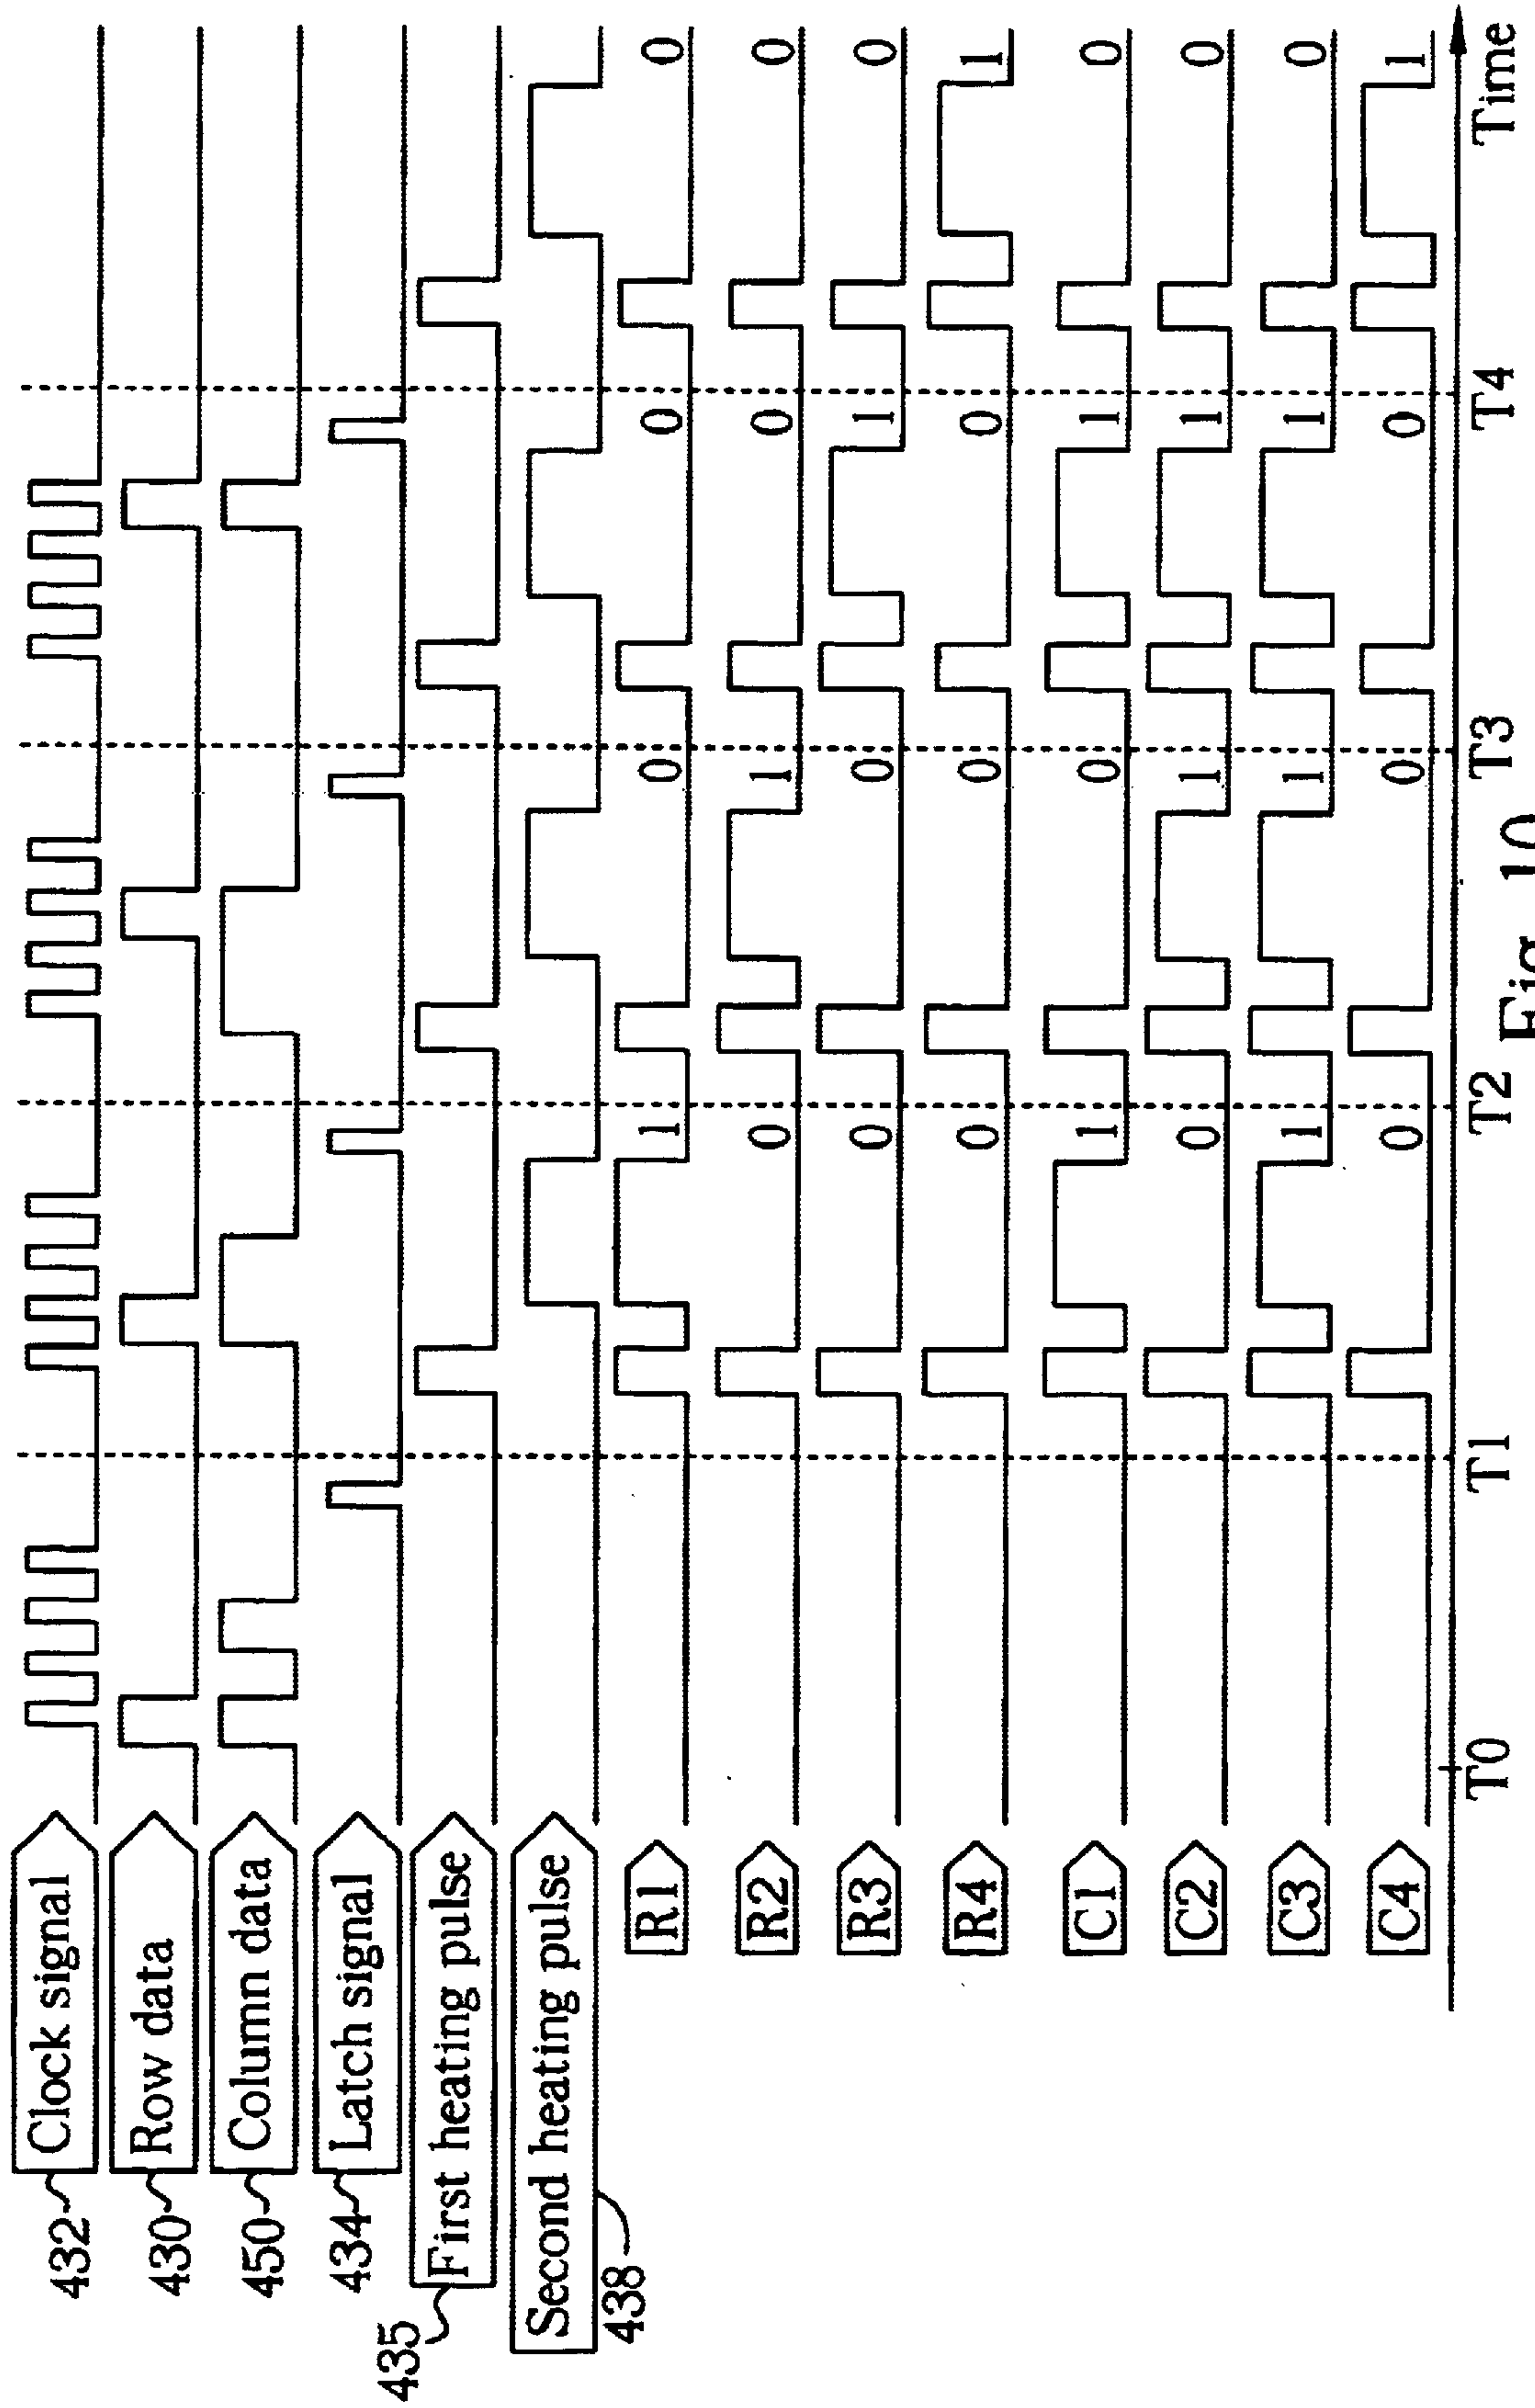 432 Clock signal
430 Row data
450 Column data
434 Latch signal
435 First heating pulse
438 Second heating pulse
R1 1 0 0 0
R2 0 1 0 0
R3 0 0 1 0
R4 0 0 0 1
C1 1 0 1 0
C2 0 1 1 0
C3 1 1 1 0
C4 0 0 0 1
T0 T1 T2 T3 T4 Time
Fig. 10